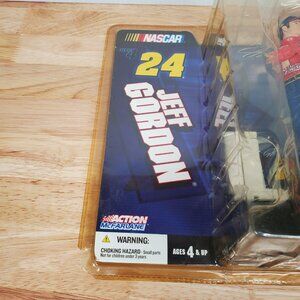 NASCAR
24
JEFF
GORDON
ACTION
McFARLANE
WARNING:
CHOKING HAZARD- Small parts
Not for children under 3 years.
AGES 4 & UP